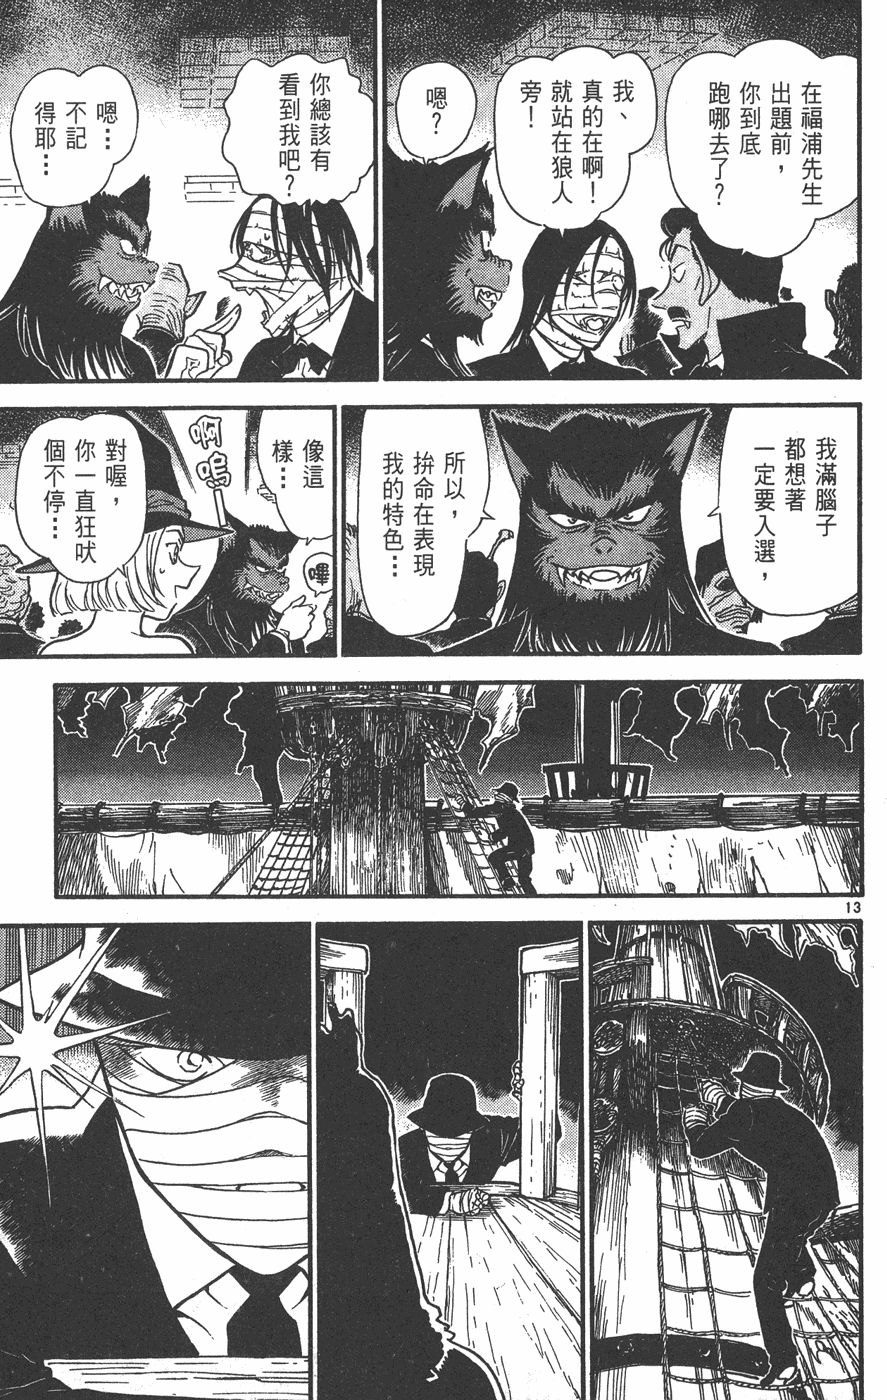 在福浦先生
出題前，
你到底
跑哪去了？
我、
真的在啊！
就站在狼人
旁！
嗯？
你總該有
看到我吧？
嗯…
不記
得耶…
我滿腦子
都想著
一定要入選，
所以，
拚命在表現
我的特色…
像這
樣…
嗶
啊
嗚
對喔，
你一直狂吠
個不停…
13